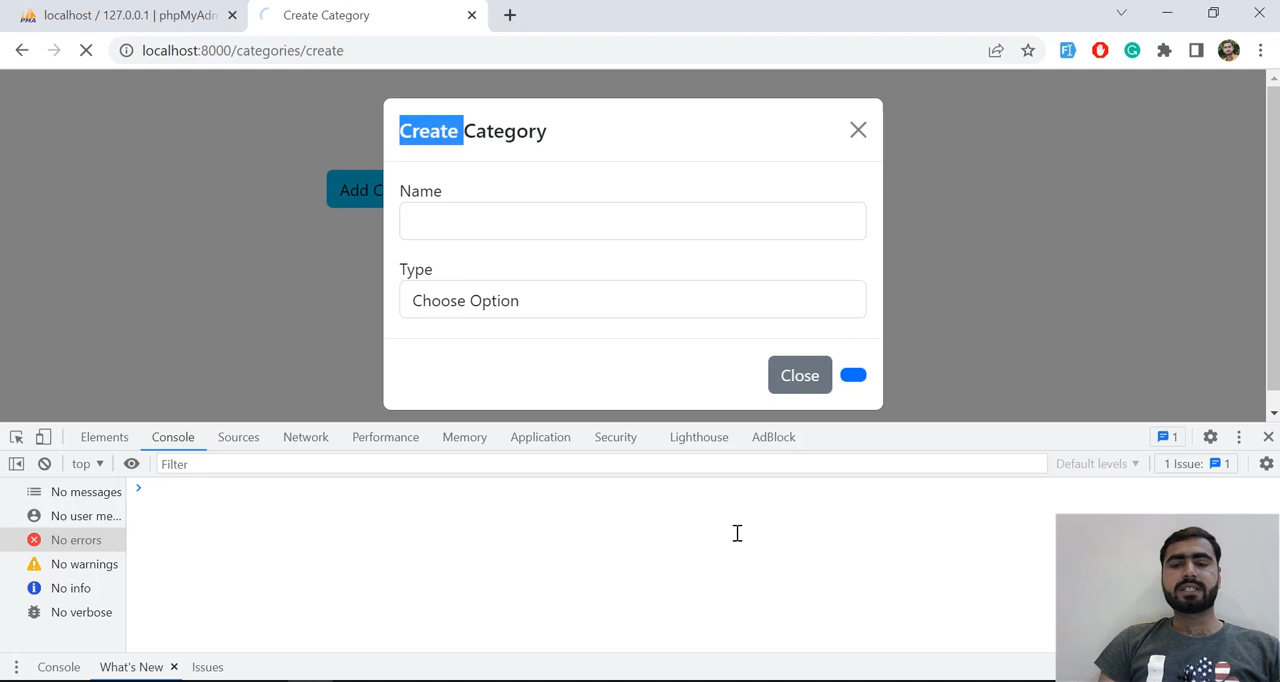 localhost / 127.0.0.1 | phpMyAdn
Create Category
localhost:8000/categories/create
Create Category
Add C
Name
Type
Choose Option
Close
Elements Console Sources Network Performance Memory Application Security Lighthouse AdBlock 1
top Filter Default levels 1 Issue: 1
No messages
No user me...
No errors
No warnings
No info
No verbose
Console What's New Issues